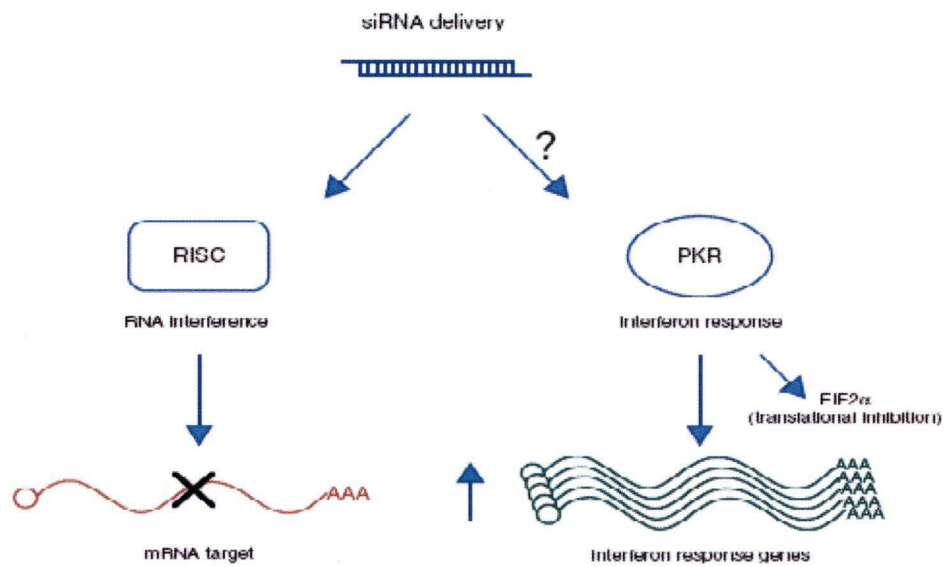 siRNA delivery
?
RISC
PKR
RNA interference
Interferon response
EIF2α
(translational inhibition)
AAA
AAA
AAA
AAA
AAA
AAA
mRNA target
Interferon response genes